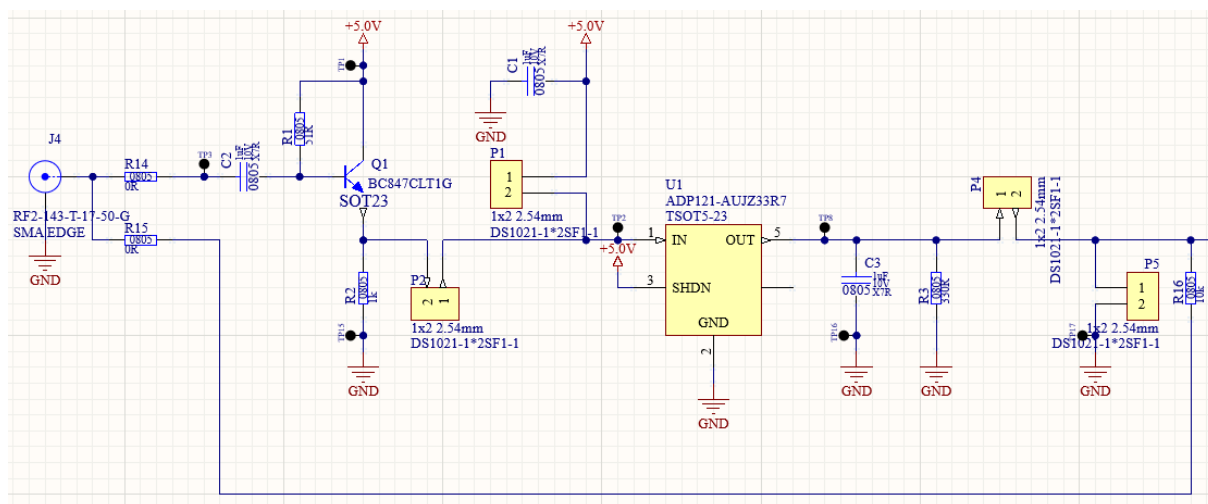 +5.0V
+5.0V
TP1
C1
1uF
10V
0805
X7R
GND
J4
R14
0805
0R
TP3
C2
1uF
10V
0805
X7R
R1
0805
51R
Q1
BC847CLT1G
SOT23
P1
1
2
1x2 2.54mm
DS1021-1*2SF1-1
RF2-143-T-17-50-G
SMA EDGE
GND
R15
0805
0R
R2
0805
1k
TP15
GND
P2
2
1
1x2 2.54mm
DS1021-1*2SF1-1
TP2
+5.0V
U1
ADP121-AUJZ33R7
TSOT5-23
1
IN
OUT
5
3
SHDN
GND
2
GND
TP8
C3
1uF
10V
0805
X7R
TP16
GND
R3
0805
330R
GND
P4
1
2
1x2 2.54mm
DS1021-1*2SF1-1
P5
1
2
1x2 2.54mm
DS1021-1*2SF1-1
TP17
GND
R16
0805
10k